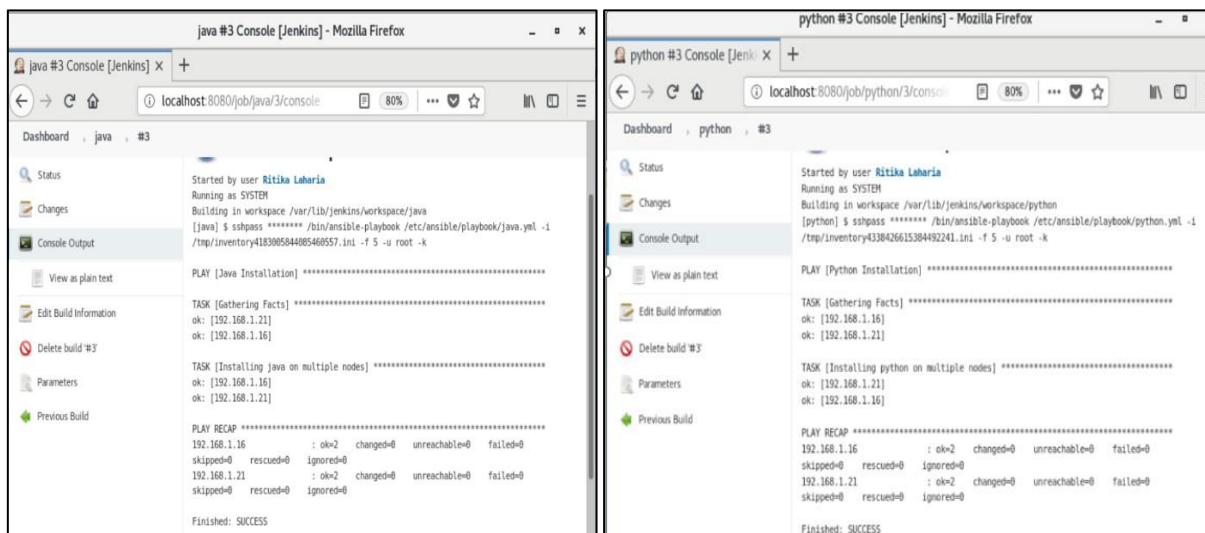 java #3 Console [Jenkins] - Mozilla Firefox
java #3 Console [Jenkins]
localhost:8080/job/java/3/console
80%
Dashboard , java , #3
Status
Changes
Console Output
View as plain text
Edit Build Information
Delete build '#3'
Parameters
Previous Build
Started by user Ritika Laharia
Running as SYSTEM
Building in workspace /var/lib/jenkins/workspace/java
[java] $ sshpass ******** /bin/ansible-playbook /etc/ansible/playbook/java.yml -i
/tmp/inventory4183005844085460557.ini -f 5 -u root -k
PLAY [Java Installation] **********************************************************
TASK [Gathering Facts] ************************************************************
ok: [192.168.1.21]
ok: [192.168.1.16]
TASK [Installing java on multiple nodes] *****************************************
ok: [192.168.1.16]
ok: [192.168.1.21]
PLAY RECAP *************************************************************************
192.168.1.16 : ok=2 changed=0 unreachable=0 failed=0
skipped=0 rescued=0 ignored=0
192.168.1.21 : ok=2 changed=0 unreachable=0 failed=0
skipped=0 rescued=0 ignored=0
Finished: SUCCESS
python #3 Console [Jenkins] - Mozilla Firefox
python #3 Console [Jenki
localhost:8080/job/python/3/consol
80%
Dashboard , python , #3
Status
Changes
Console Output
View as plain text
Edit Build Information
Delete build '#3'
Parameters
Previous Build
Started by user Ritika Laharia
Running as SYSTEM
Building in workspace /var/lib/jenkins/workspace/python
[python] $ sshpass ******** /bin/ansible-playbook /etc/ansible/playbook/python.yml -i
/tmp/inventory4338426615384492241.ini -f 5 -u root -k
PLAY [Python Installation] **********************************************************
TASK [Gathering Facts] **************************************************************
ok: [192.168.1.16]
ok: [192.168.1.21]
TASK [Installing python on multiple nodes] *****************************************
ok: [192.168.1.21]
ok: [192.168.1.16]
PLAY RECAP ***************************************************************************
192.168.1.16 : ok=2 changed=0 unreachable=0 failed=0
skipped=0 rescued=0 ignored=0
192.168.1.21 : ok=2 changed=0 unreachable=0 failed=0
skipped=0 rescued=0 ignored=0
Finished: SUCCESS